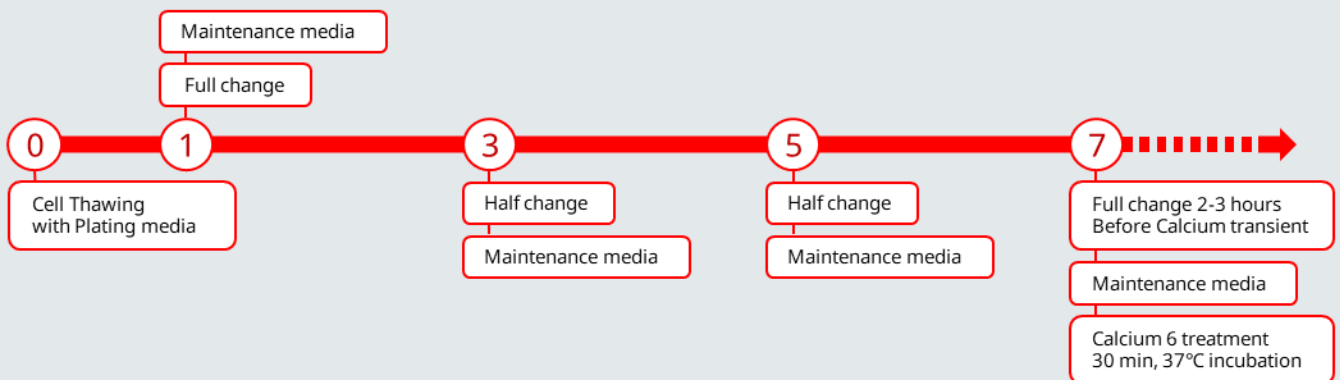 Maintenance media
Full change
0
1
3
5
7
Cell Thawing
with Plating media
Half change
Maintenance media
Half change
Maintenance media
Full change 2-3 hours
Before Calcium transient
Maintenance media
Calcium 6 treatment
30 min, 37℃ incubation